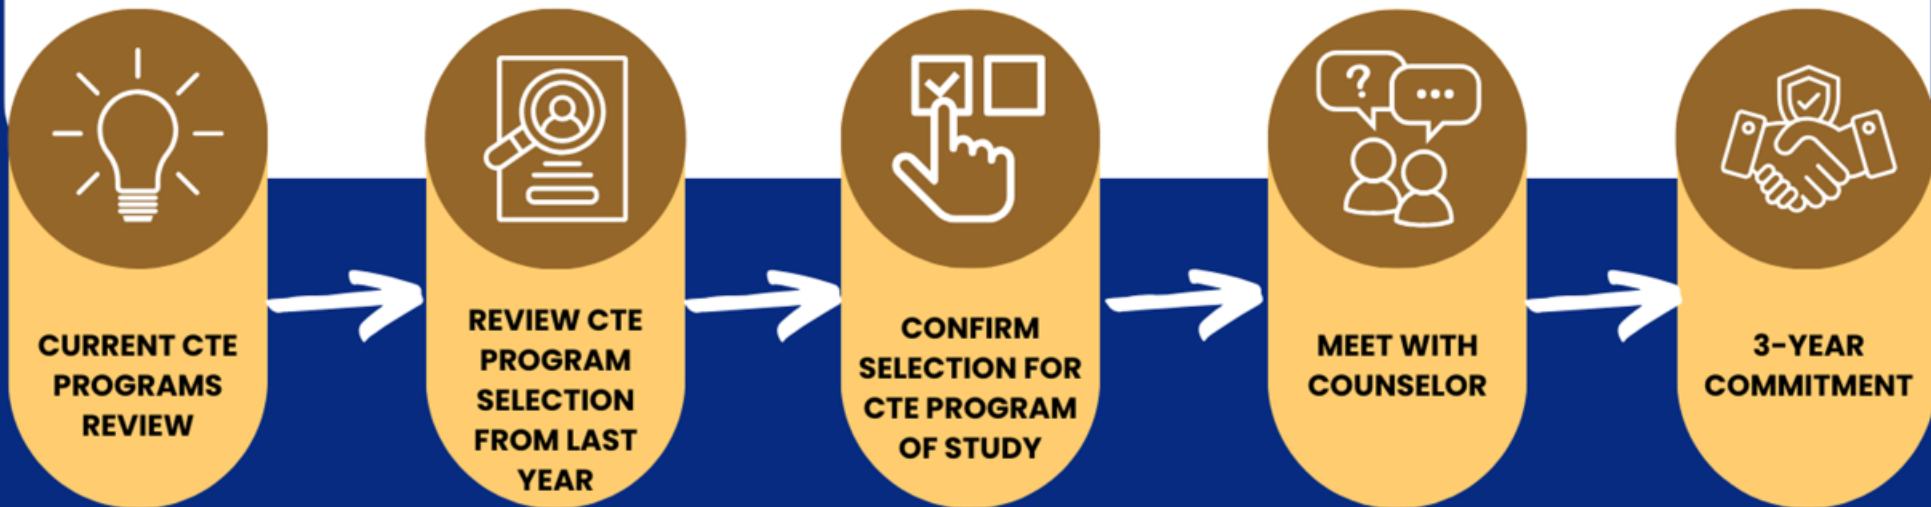 CURRENT CTE
PROGRAMS
REVIEW
REVIEW CTE
PROGRAM
SELECTION
FROM LAST
YEAR
CONFIRM
SELECTION FOR
CTE PROGRAM
OF STUDY
MEET WITH
COUNSELOR
3-YEAR
COMMITMENT